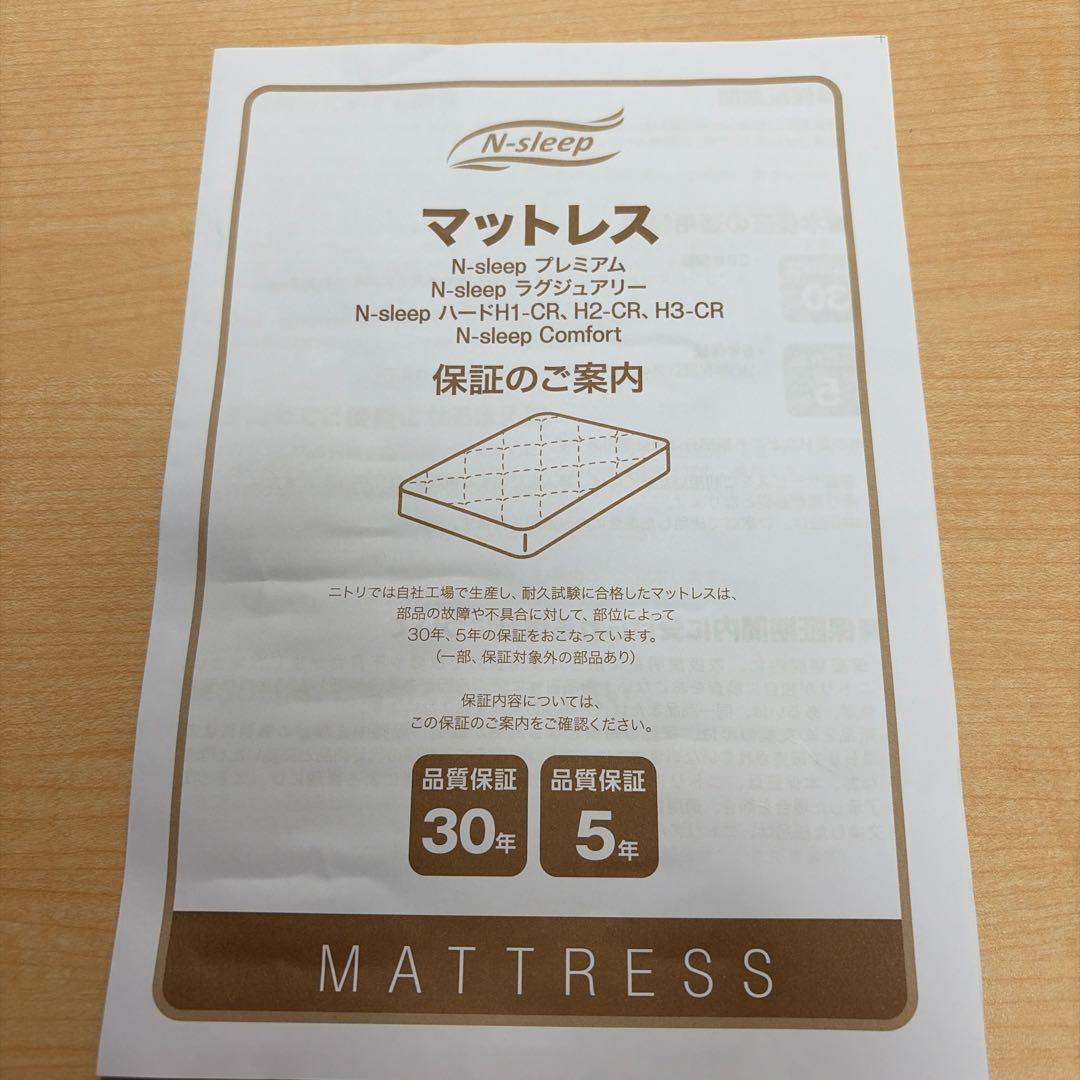 N-sleep
マットレス
N-sleep プレミアム
N-sleep ラグジュアリー
N-sleep ハードH1-CR、H2-CR、H3-CR
N-sleep Comfort
保証のご案内
ニトリでは自社工場で生産し、耐久試験に合格したマットレスは、
部品の故障や不具合に対して、部位によって
30年、5年の保証をおこなっています。
（一部、保証対象外の部品あり）
保証内容については、
この保証のご案内をご確認ください。
品質保証
30年
品質保証
5年
MATTRESS